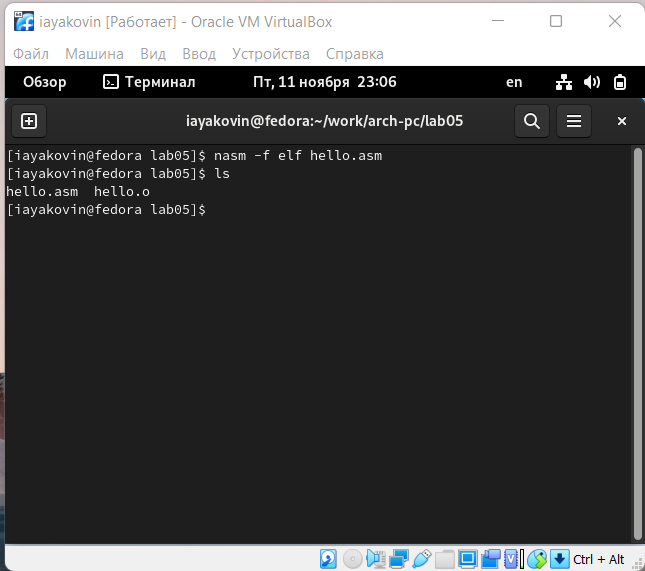 iayakovin [Работает] - Oracle VM VirtualBox
Файл Машина Вид Ввод Устройства Справка
Обзор Терминал Пт, 11 ноября 23:06 en
iayakovin@fedora:~/work/arch-pc/lab05
[iayakovin@fedora lab05]$ nasm -f elf hello.asm
[iayakovin@fedora lab05]$ ls
hello.asm  hello.o
[iayakovin@fedora lab05]$
Ctrl + Alt